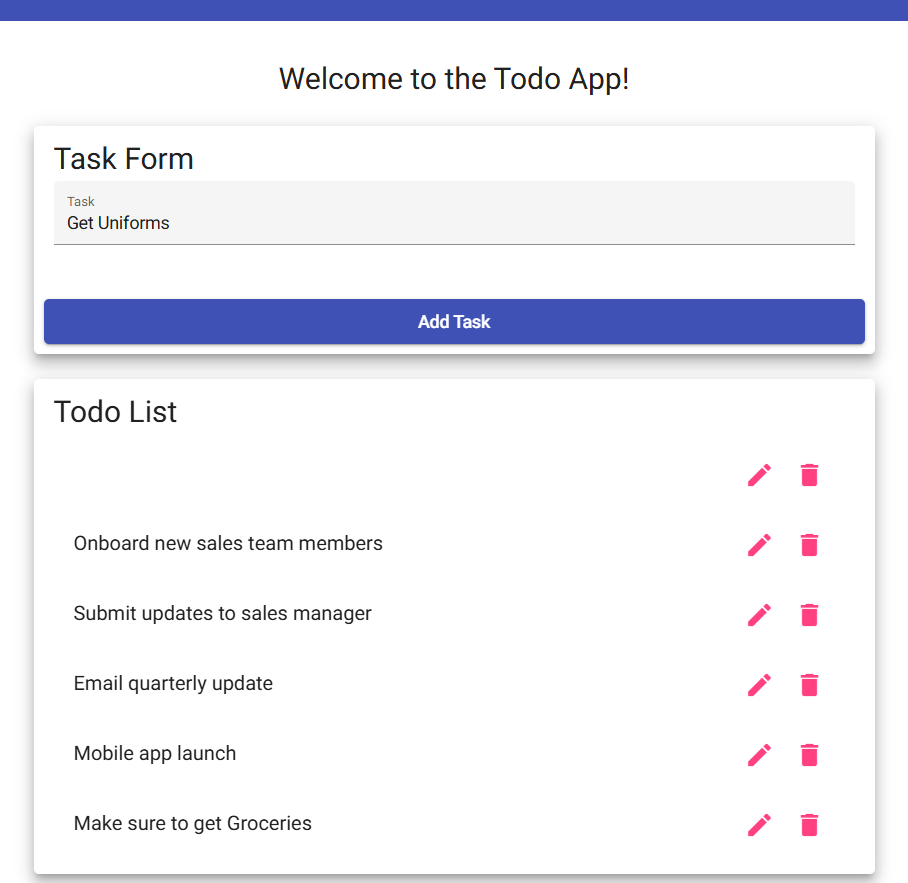 Welcome to the Todo App!
Task Form
Task
Get Uniforms
Add Task
Todo List
Onboard new sales team members
Submit updates to sales manager
Email quarterly update
Mobile app launch
Make sure to get Groceries